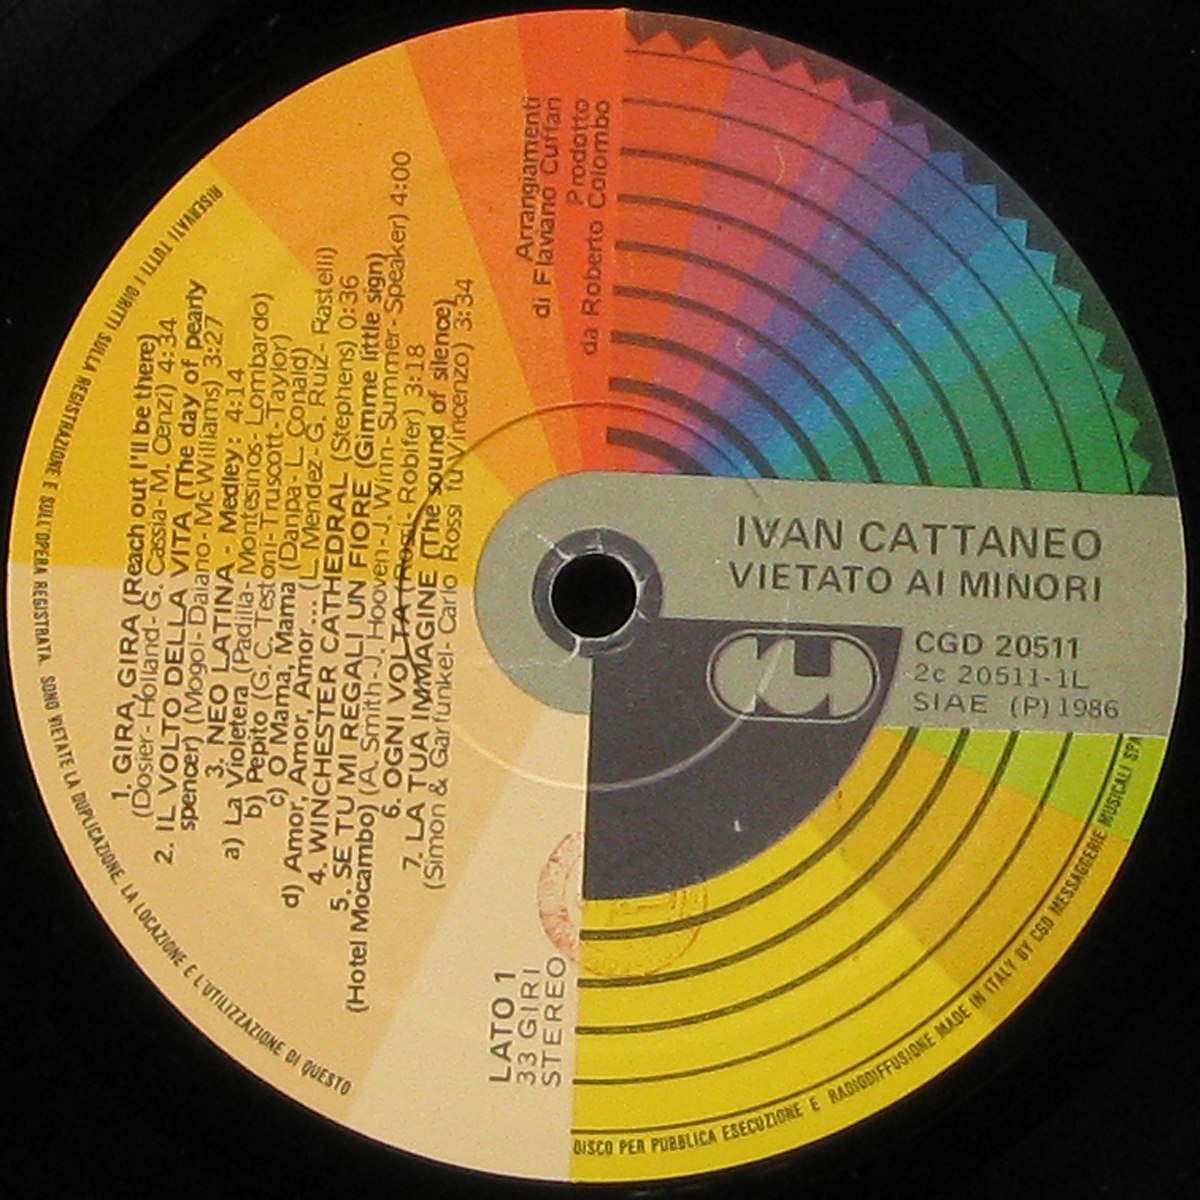 IVAN CATTANEO
VIETATO AI MINORI
CGD 20511
2c 20511-1L
SIAE (P) 1986
1. GIRA, GIRA (Reach out I'll be there)
(Dosier - Holland - G. Cassia - M. Cenzi) 4:34
2. IL VOLTO DELLA VITA (The day of pearly
spencer) (Mogol - Daiano - Mc Williams) 3:27
3. NEO LATINA - Medley: 4:14
a) La Violetera (Padilla - Montesinos - Lombardo)
b) Pepito (G. C. Testoni - Truscott - Taylor)
c) O Mama, Mama (Danpa - L. Conald)
d) Amor, Amor, Amor ... (L. Mendez - G. Ruiz - Rastelli)
4. WINCHESTER CATHEDRAL (Stephens) 0:36
5. SE TU MI REGALI UN FIORE (Gimme little sign)
(Hotel Mocambo) (A. Smith - J. Hooven - J. Winn - Summer - Speaker) 4:00
6. OGNI VOLTA (Rossi - Robifer) 3:18
7. LA TUA IMMAGINE (The sound of silence)
(Simon & Garfunkel - Carlo Rossi fu Vincenzo) 3:34
Arrangiamenti
di Flaviano Cuffari
Prodotto
da Roberto Colombo
LATO 1
33 GIRI
STEREO
RISERVATI TUTTI I DIRITTI SULLA REGISTRAZIONE E SULL'OPERA REGISTRATA. SONO VIETATE LA DUPLICAZIONE. LA LOCAZIONE E L'UTILIZZAZIONE DI QUESTO
DISCO PER PUBBLICA ESECUZIONE E RADIODIFFUSIONE MADE IN ITALY BY CGD MESSAGGERIE MUSICALI SPA